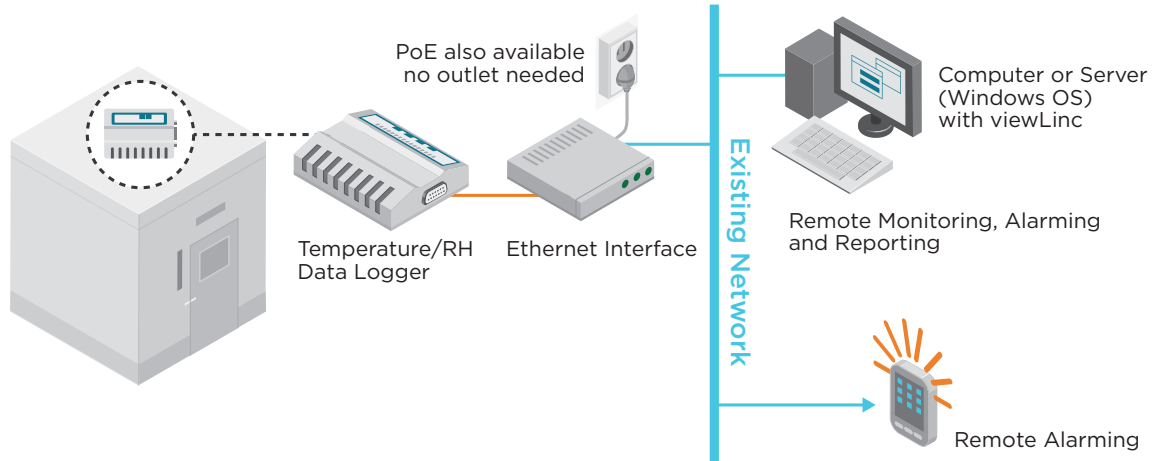 PoE also available
no outlet needed
Temperature/RH
Data Logger
Ethernet Interface
Existing Network
Computer or Server
(Windows OS)
with viewLinc
Remote Monitoring, Alarming
and Reporting
Remote Alarming